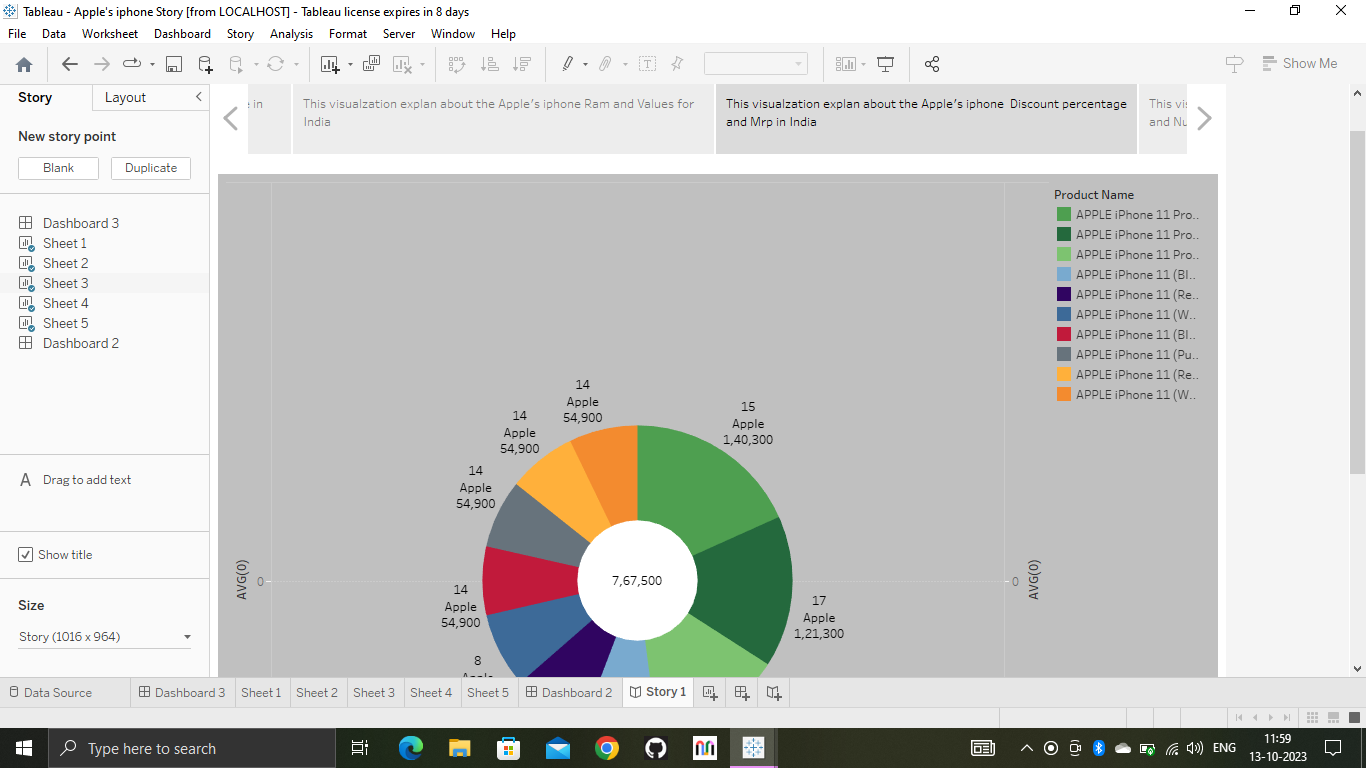 Tableau - Apple's iphone Story [from LOCALHOST] - Tableau license expires in 8 days
File Data Worksheet Dashboard Story Analysis Format Server Window Help
Show Me
Story Layout
New story point
Blank Duplicate
Dashboard 3
Sheet 1
Sheet 2
Sheet 3
Sheet 4
Sheet 5
Dashboard 2
A Drag to add text
Show title
Size
Story (1016 x 964)
e in
This visualzation explan about the Apple's iphone Ram and Values for
India
This visualzation explan about the Apple's iphone Discount percentage
and Mrp in India
This vi
and Nu
Product Name
APPLE iPhone 11 Pro..
APPLE iPhone 11 Pro..
APPLE iPhone 11 Pro..
APPLE iPhone 11 (Bl..
APPLE iPhone 11 (Re..
APPLE iPhone 11 (W..
APPLE iPhone 11 (Bl..
APPLE iPhone 11 (Pu..
APPLE iPhone 11 (Re..
APPLE iPhone 11 (W..
14
Apple
54,900
15
Apple
1,40,300
14
Apple
54,900
14
Apple
54,900
AVG(0)
0
7,67,500
0
AVG(0)
14
Apple
54,900
17
Apple
1,21,300
8
Data Source Dashboard 3 Sheet 1 Sheet 2 Sheet 3 Sheet 4 Sheet 5 Dashboard 2 Story 1
Type here to search
ENG
11:59
13-10-2023